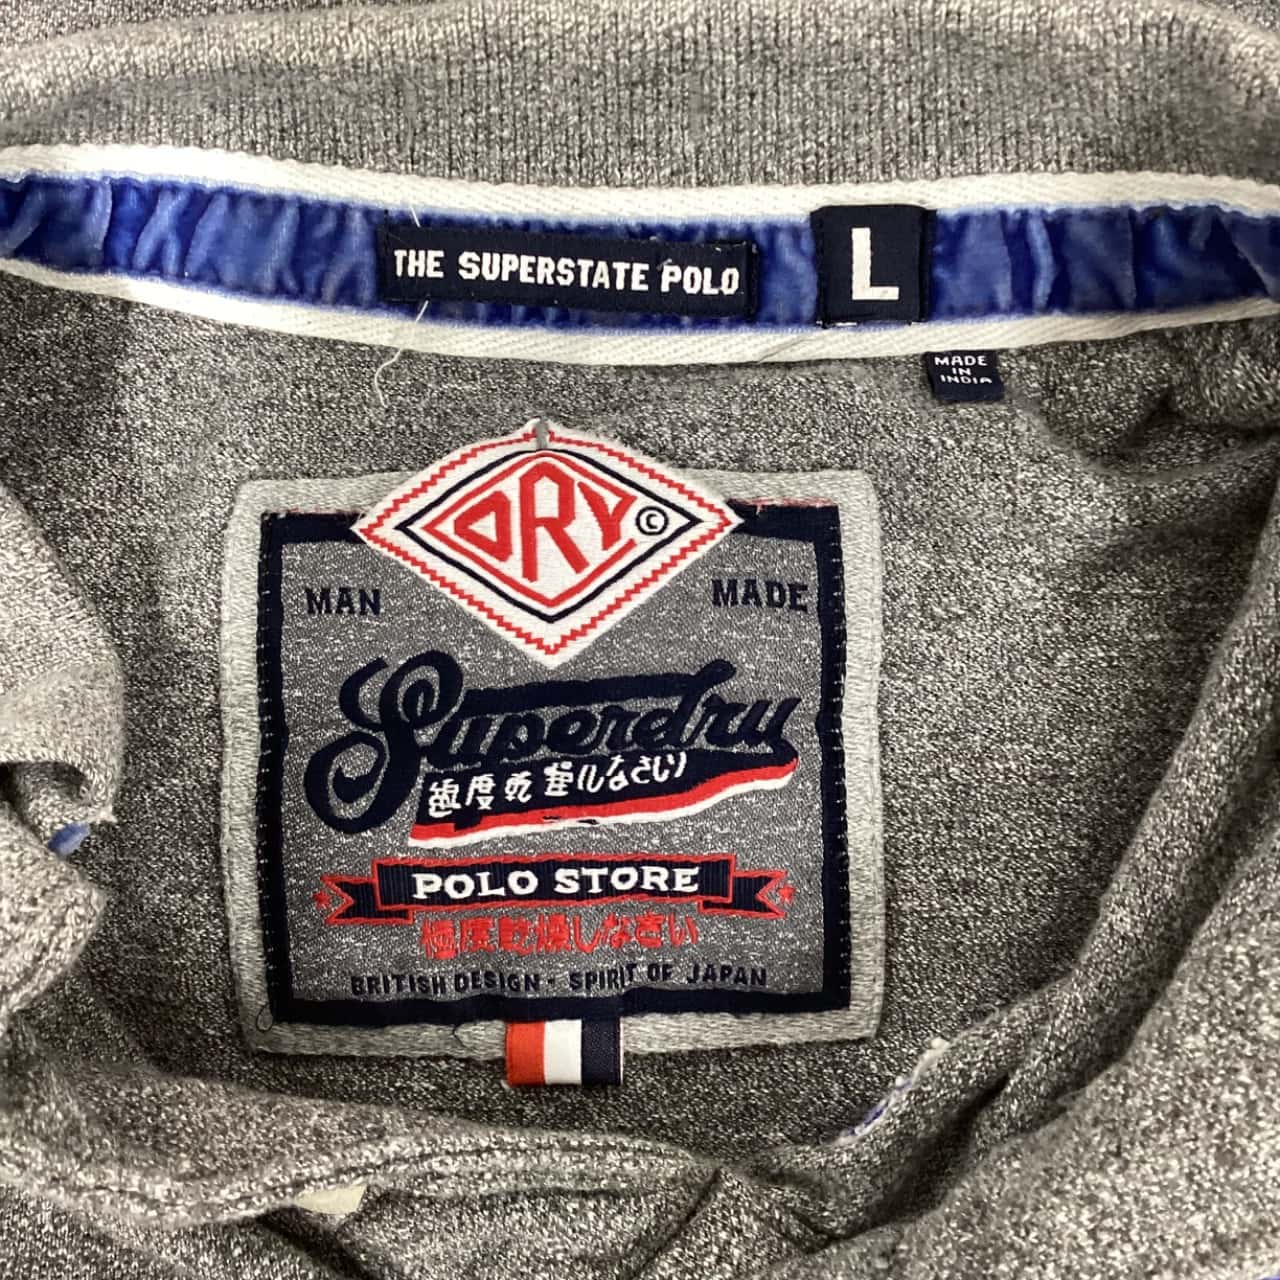 THE SUPERSTATE POLO
L
MADE
IN
INDIA
DRY ©
MAN MADE
Superdry
極度乾燥しなさい
POLO STORE
極度乾燥しなさい
BRITISH DESIGN - SPIRIT OF JAPAN